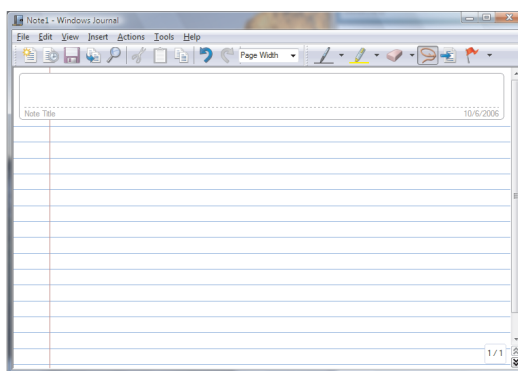 Note1 - Windows Journal
File Edit View Insert Actions Tools Help
Page Width
Note Title 10/6/2006
1 / 1